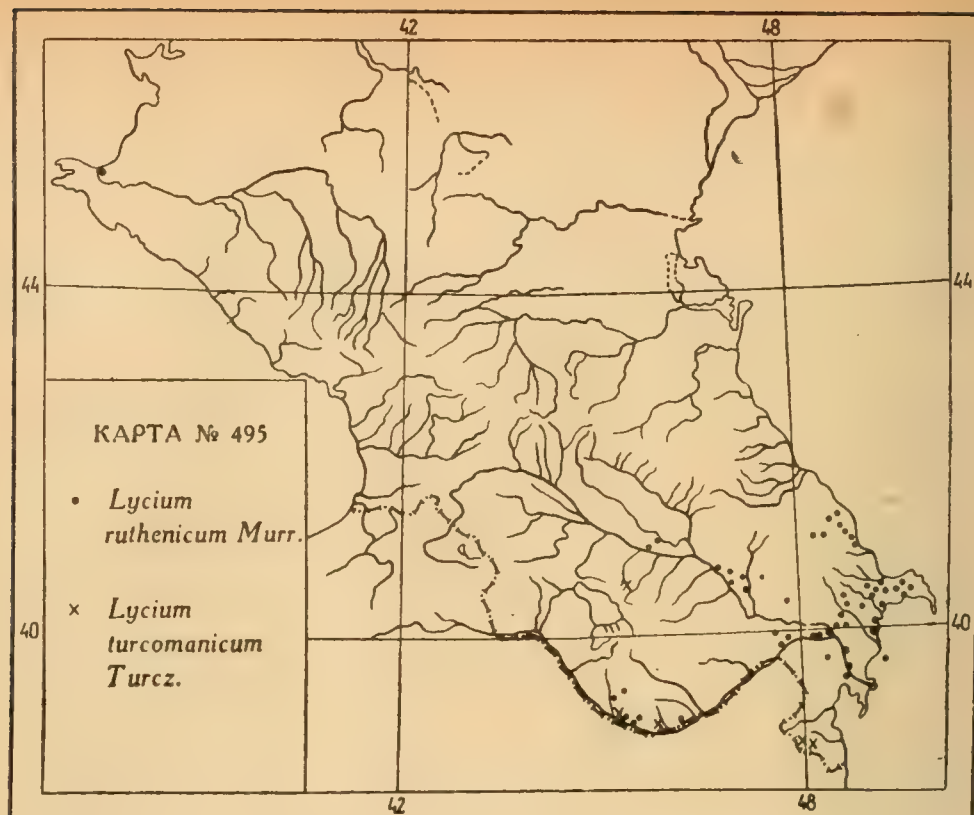 42 48
44 44
КАРТА № 495
• Lycium
ruthenicum Murr.
× Lycium
turcomanicum
Turcz.
40 40
42 48